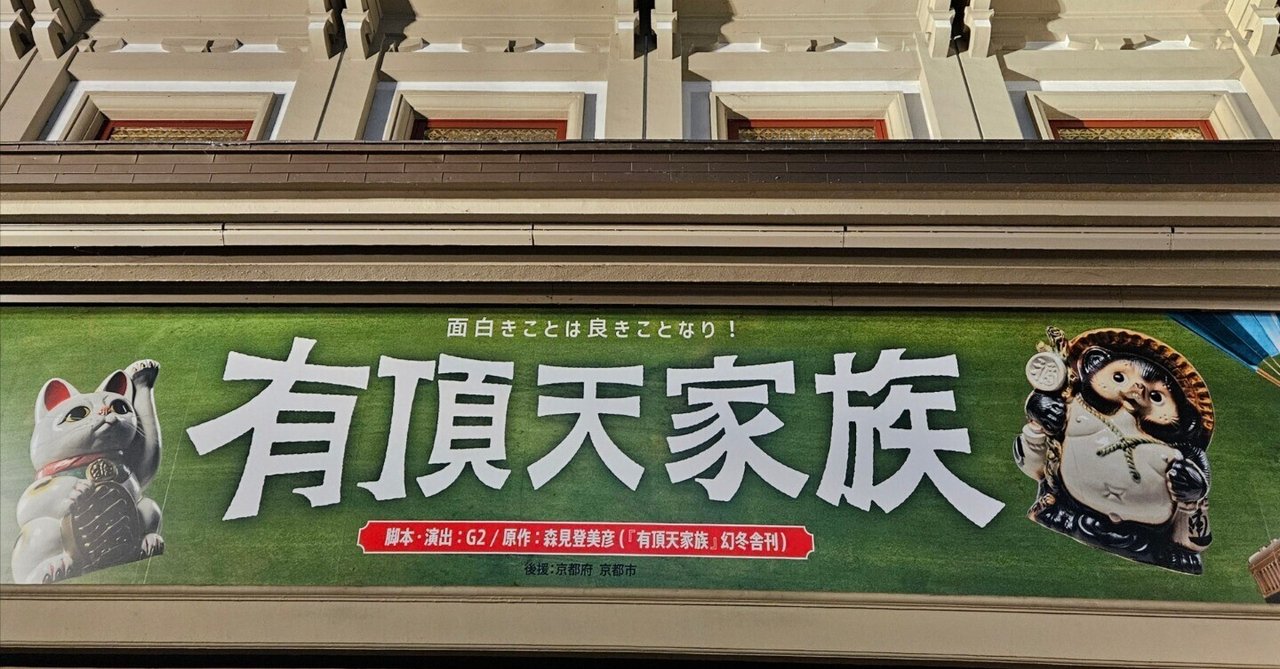 面白きことは良きことなり！
有頂天家族
脚本・演出：G2 / 原作：森見登美彦（『有頂天家族』幻冬舎刊）
後援：京都府 京都市